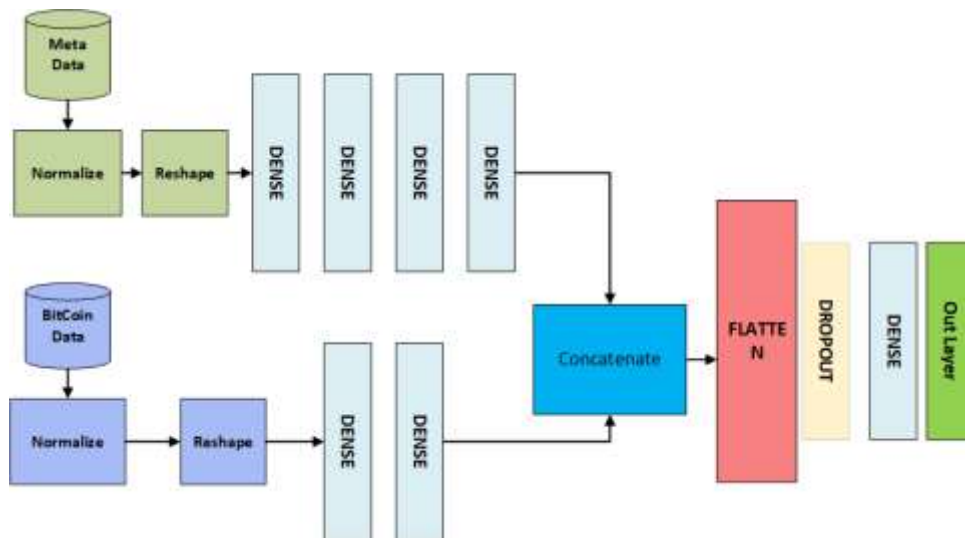 Meta
Data
Normalize
Reshape
DENSE
DENSE
DENSE
DENSE
BitCoin
Data
Normalize
Reshape
DENSE
DENSE
Concatenate
FLATTE
N
DROPOUT
DENSE
Out Layer